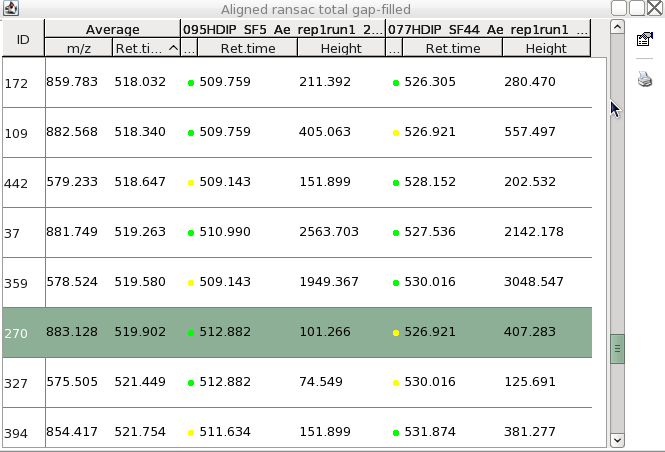 Aligned ransac total gap-filled
ID Average 095HDIP_SF5_Ae_rep1run1_2... 077HDIP_SF44_Ae_rep1run1_...
m/z Ret.ti... ... Ret.time Height ... Ret.time Height
172 859.783 518.032 509.759 211.392 526.305 280.470
109 882.568 518.340 509.759 405.063 526.921 557.497
442 579.233 518.647 509.143 151.899 528.152 202.532
37 881.749 519.263 510.990 2563.703 527.536 2142.178
359 578.524 519.580 509.143 1949.367 530.016 3048.547
270 883.128 519.902 512.882 101.266 526.921 407.283
327 575.505 521.449 512.882 74.549 530.016 125.691
394 854.417 521.754 511.634 151.899 531.874 381.277